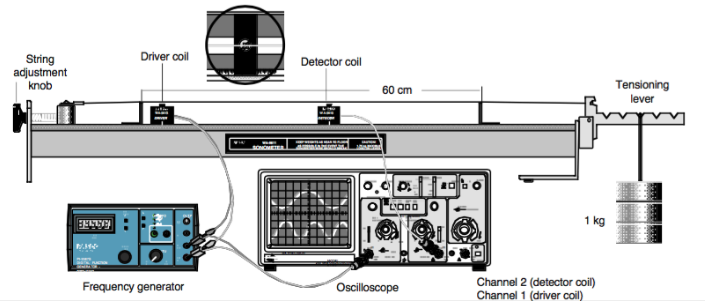 String
adjustment
knob
Driver coil
Detector coil
60 cm
Tensioning
lever
1 kg
SONOMETER
Frequency generator
Oscilloscope
Channel 2 (detector coil)
Channel 1 (driver coil)